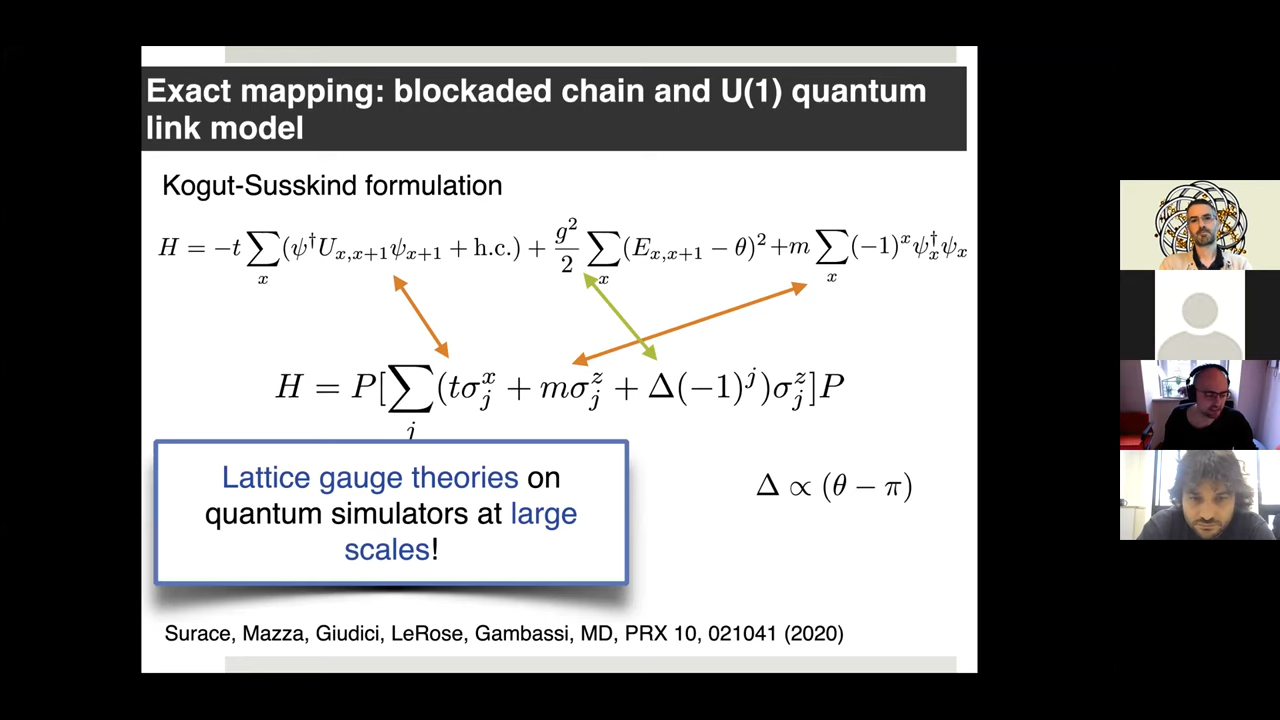 Exact mapping: blockaded chain and U(1) quantum
link model
Kogut-Susskind formulation
H = −t ∑_x (ψ† U_{x,x+1} ψ_{x+1} + h.c.) + g²/2 ∑_x (E_{x,x+1} − θ)² + m ∑_x (−1)^x ψ†_x ψ_x
H = P[∑_j (tσ^x_j + mσ^z_j + Δ(−1)^j)σ^z_j]P
Lattice gauge theories on
quantum simulators at large
scales!
Δ ∝ (θ − π)
Surace, Mazza, Giudici, LeRose, Gambassi, MD, PRX 10, 021041 (2020)